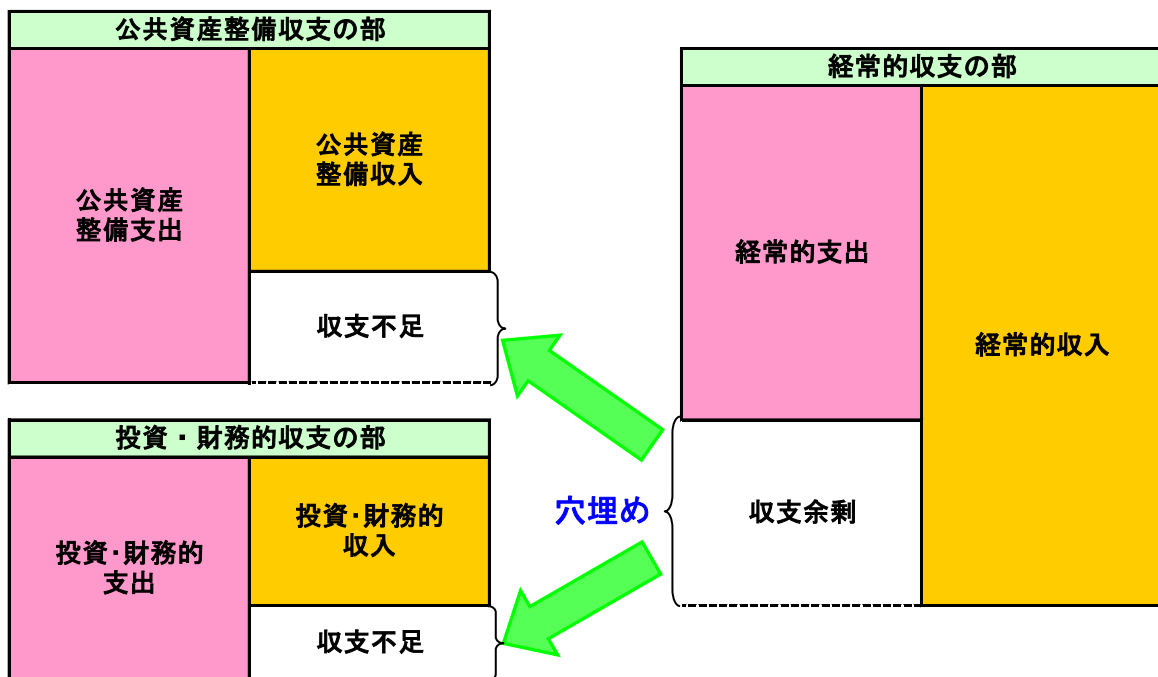 公共資産整備収支の部
公共資産
整備支出
公共資産
整備収入
収支不足
投資・財務的収支の部
投資・財務的
支出
投資・財務的
収入
収支不足
穴埋め
経常的収支の部
経常的支出
収支余剰
経常的収入